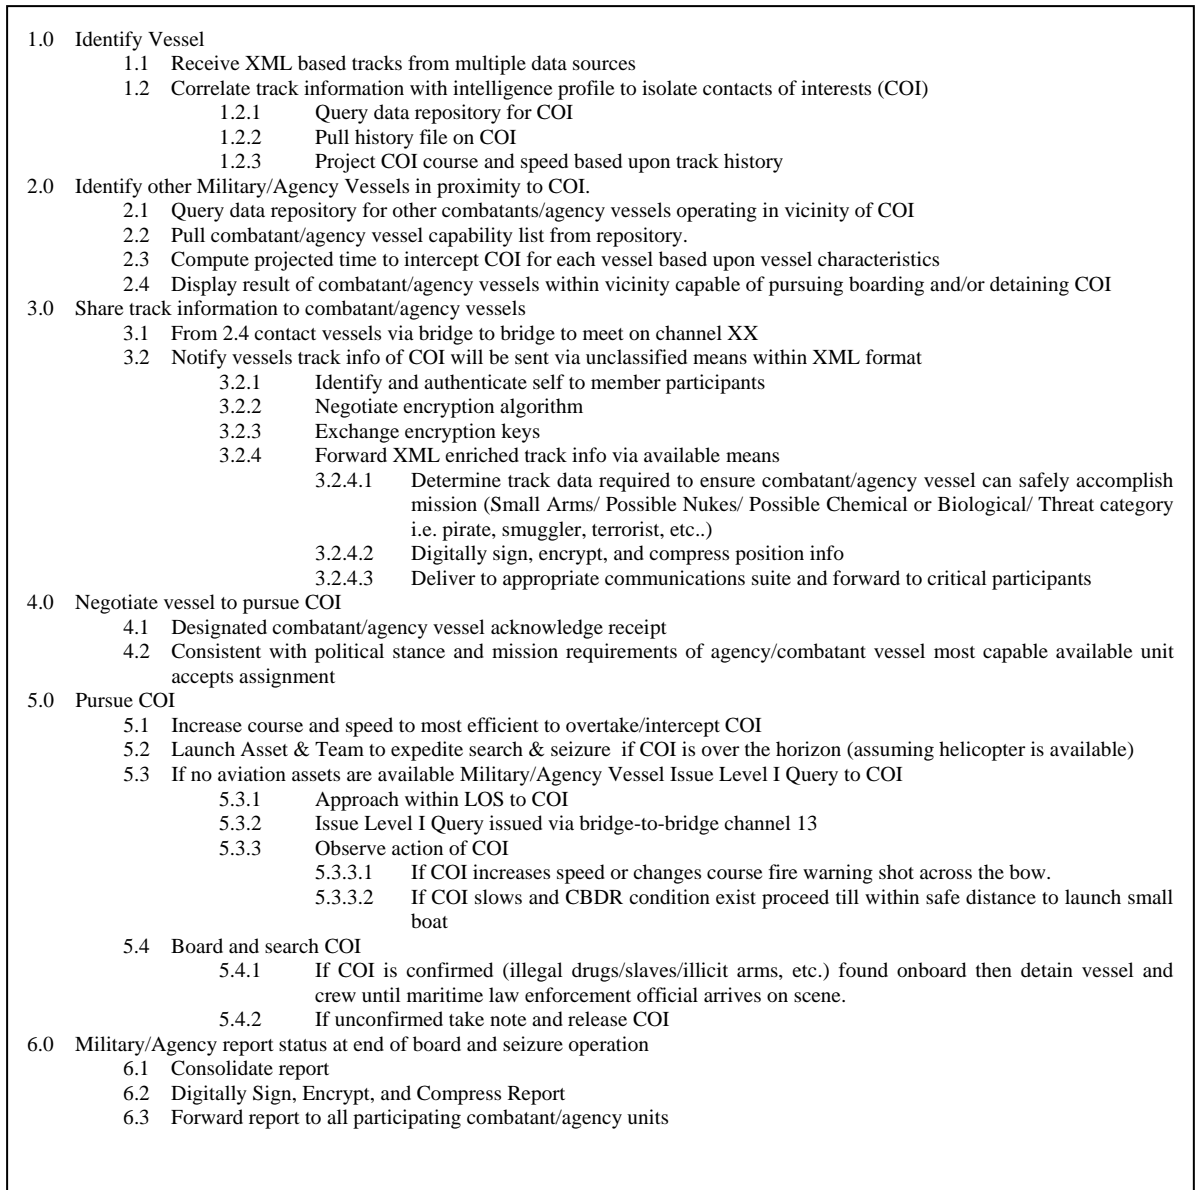 1.0 Identify Vessel
1.1 Receive XML based tracks from multiple data sources
1.2 Correlate track information with intelligence profile to isolate contacts of interests (COI)
1.2.1 Query data repository for COI
1.2.2 Pull history file on COI
1.2.3 Project COI course and speed based upon track history
2.0 Identify other Military/Agency Vessels in proximity to COI.
2.1 Query data repository for other combatants/agency vessels operating in vicinity of COI
2.2 Pull combatant/agency vessel capability list from repository.
2.3 Compute projected time to intercept COI for each vessel based upon vessel characteristics
2.4 Display result of combatant/agency vessels within vicinity capable of pursuing boarding and/or detaining COI
3.0 Share track information to combatant/agency vessels
3.1 From 2.4 contact vessels via bridge to bridge to meet on channel XX
3.2 Notify vessels track info of COI will be sent via unclassified means within XML format
3.2.1 Identify and authenticate self to member participants
3.2.2 Negotiate encryption algorithm
3.2.3 Exchange encryption keys
3.2.4 Forward XML enriched track info via available means
3.2.4.1 Determine track data required to ensure combatant/agency vessel can safely accomplish
mission (Small Arms/ Possible Nukes/ Possible Chemical or Biological/ Threat category
i.e. pirate, smuggler, terrorist, etc..)
3.2.4.2 Digitally sign, encrypt, and compress position info
3.2.4.3 Deliver to appropriate communications suite and forward to critical participants
4.0 Negotiate vessel to pursue COI
4.1 Designated combatant/agency vessel acknowledge receipt
4.2 Consistent with political stance and mission requirements of agency/combatant vessel most capable available unit
accepts assignment
5.0 Pursue COI
5.1 Increase course and speed to most efficient to overtake/intercept COI
5.2 Launch Asset & Team to expedite search & seizure if COI is over the horizon (assuming helicopter is available)
5.3 If no aviation assets are available Military/Agency Vessel Issue Level I Query to COI
5.3.1 Approach within LOS to COI
5.3.2 Issue Level I Query issued via bridge-to-bridge channel 13
5.3.3 Observe action of COI
5.3.3.1 If COI increases speed or changes course fire warning shot across the bow.
5.3.3.2 If COI slows and CBDR condition exist proceed till within safe distance to launch small
boat
5.4 Board and search COI
5.4.1 If COI is confirmed (illegal drugs/slaves/illicit arms, etc.) found onboard then detain vessel and
crew until maritime law enforcement official arrives on scene.
5.4.2 If unconfirmed take note and release COI
6.0 Military/Agency report status at end of board and seizure operation
6.1 Consolidate report
6.2 Digitally Sign, Encrypt, and Compress Report
6.3 Forward report to all participating combatant/agency units